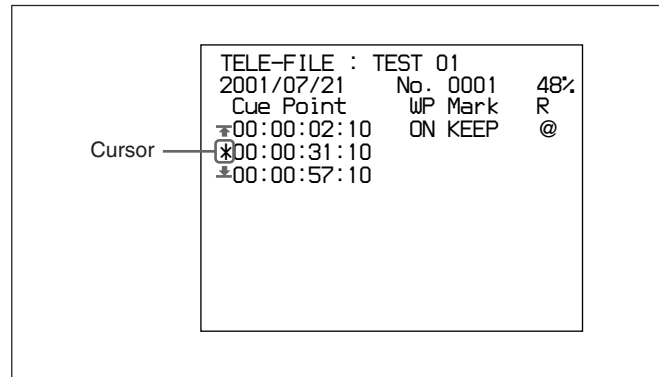 TELE-FILE : TEST 01
2001/07/21 No. 0001 48%
Cue Point WP Mark R
00:00:02:10 ON KEEP @
Cursor *00:00:31:10
00:00:57:10